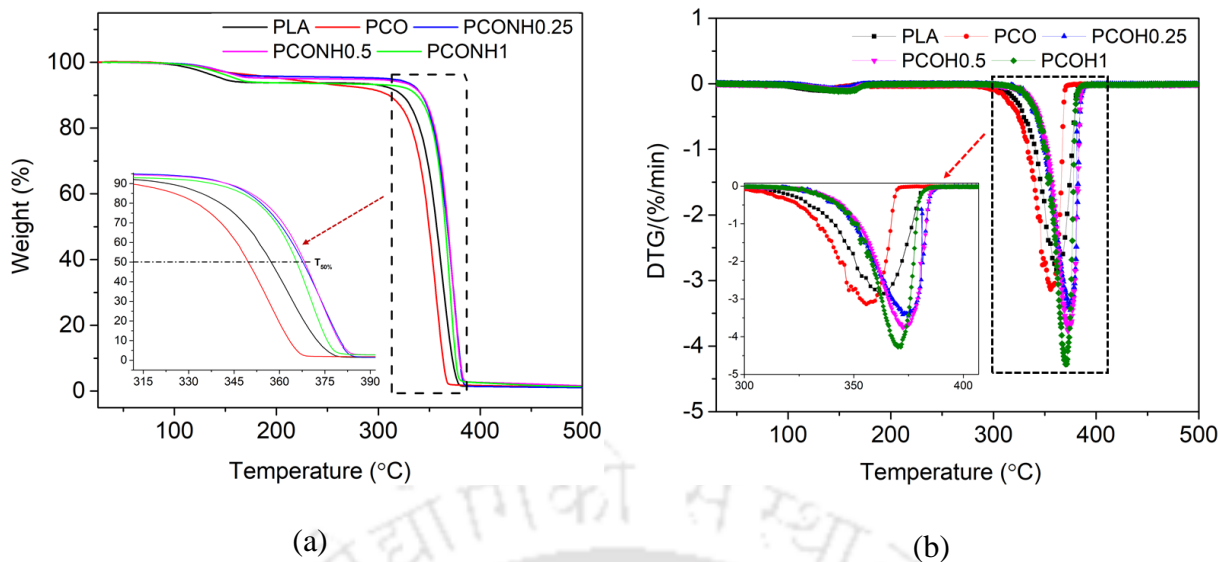 PLA PCO PCONH0.25
PCONH0.5 PCONH1
100
80
60
40
20
0
Weight (%)
90
80
70
60
50
40
30
20
10
0
T50%
315 330 345 360 375 390
100 200 300 400 500
Temperature (°C)
(a)
PLA PCO PCOH0.25
PCOH0.5 PCOH1
1
0
-1
-2
-3
-4
-5
DTG/(%/min)
0
-1
-2
-3
-4
-5
300 350 400
100 200 300 400 500
Temperature (°C)
(b)